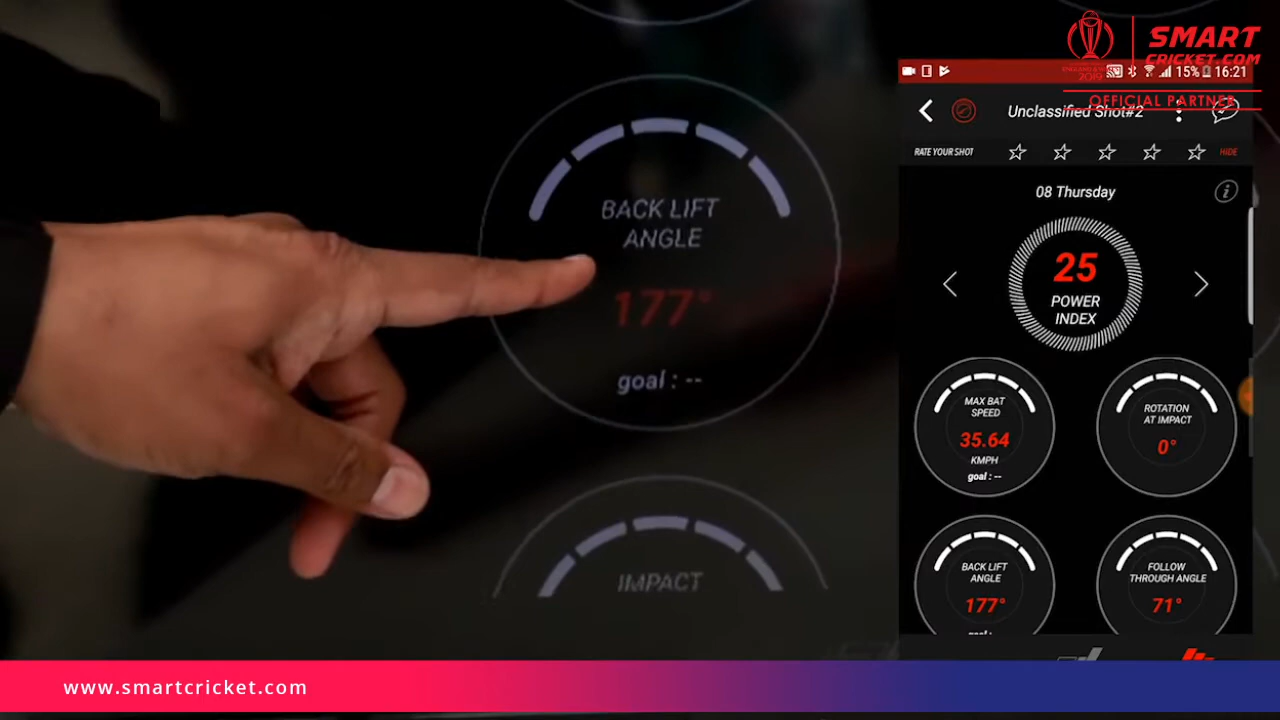 BACK LIFT
ANGLE
177°
goal : --
IMPACT
SMART
CRICKET.COM
2019
OFFICIAL PARTNER
15% 16:21
Unclassified Shot#2
RATE YOUR SHOT
HIDE
08 Thursday
25
POWER
INDEX
MAX BAT
SPEED
35.64
KMPH
goal : --
ROTATION
AT IMPACT
0°
BACK LIFT
ANGLE
177°
FOLLOW
THROUGH ANGLE
71°
www.smartcricket.com